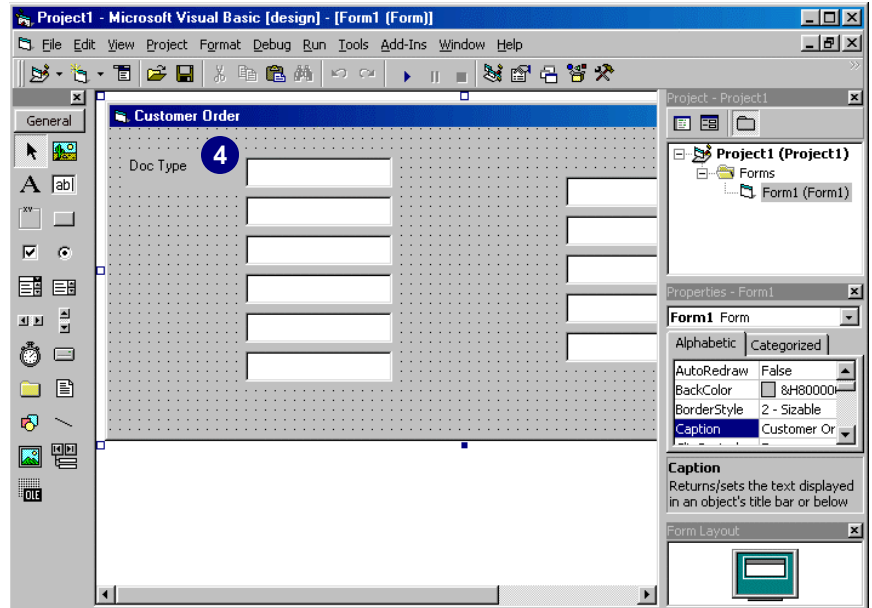 Project1 - Microsoft Visual Basic [design] - [Form1 (Form)]
File Edit View Project Format Debug Run Tools Add-Ins Window Help
General
A ab|
XY
OLE
Customer Order
Doc Type
4
Project - Project1
Project1 (Project1)
Forms
Form1 (Form1)
Properties - Form1
Form1 Form
Alphabetic Categorized
AutoRedraw False
BackColor &H80000
BorderStyle 2 - Sizable
Caption Customer Or
Caption
Returns/sets the text displayed
in an object's title bar or below
Form Layout